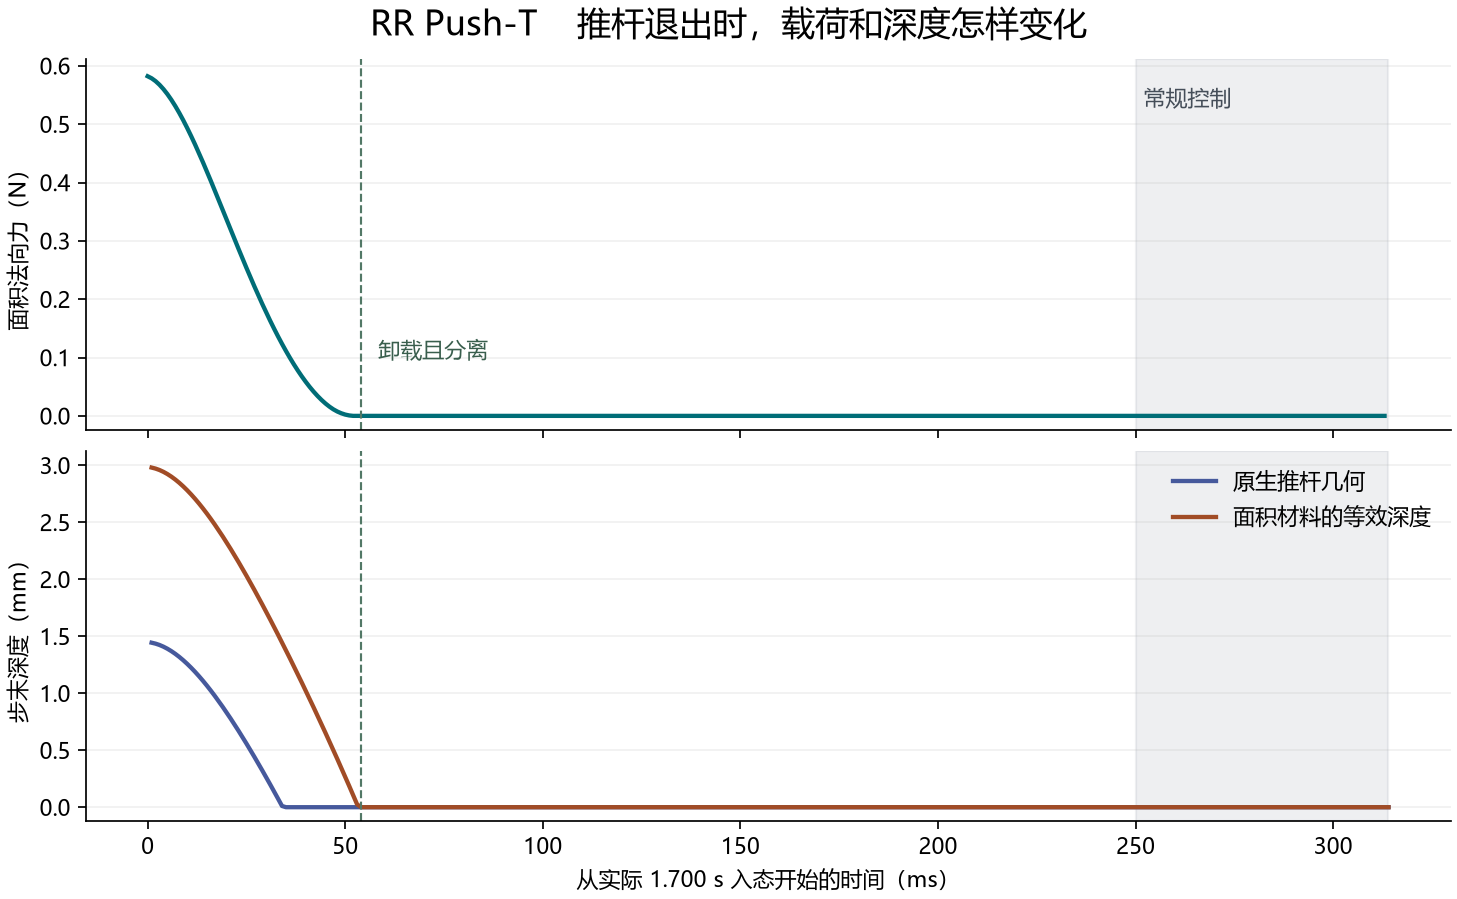 RR Push-T 推杆退出时，载荷和深度怎样变化
面积法向力（N）
0.6
0.5
0.4
0.3
0.2
0.1
0.0
常规控制
卸载且分离
步末深度（mm）
3.0
2.5
2.0
1.5
1.0
0.5
0.0
原生推杆几何
面积材料的等效深度
0 50 100 150 200 250 300
从实际 1.700 s 入态开始的时间（ms）